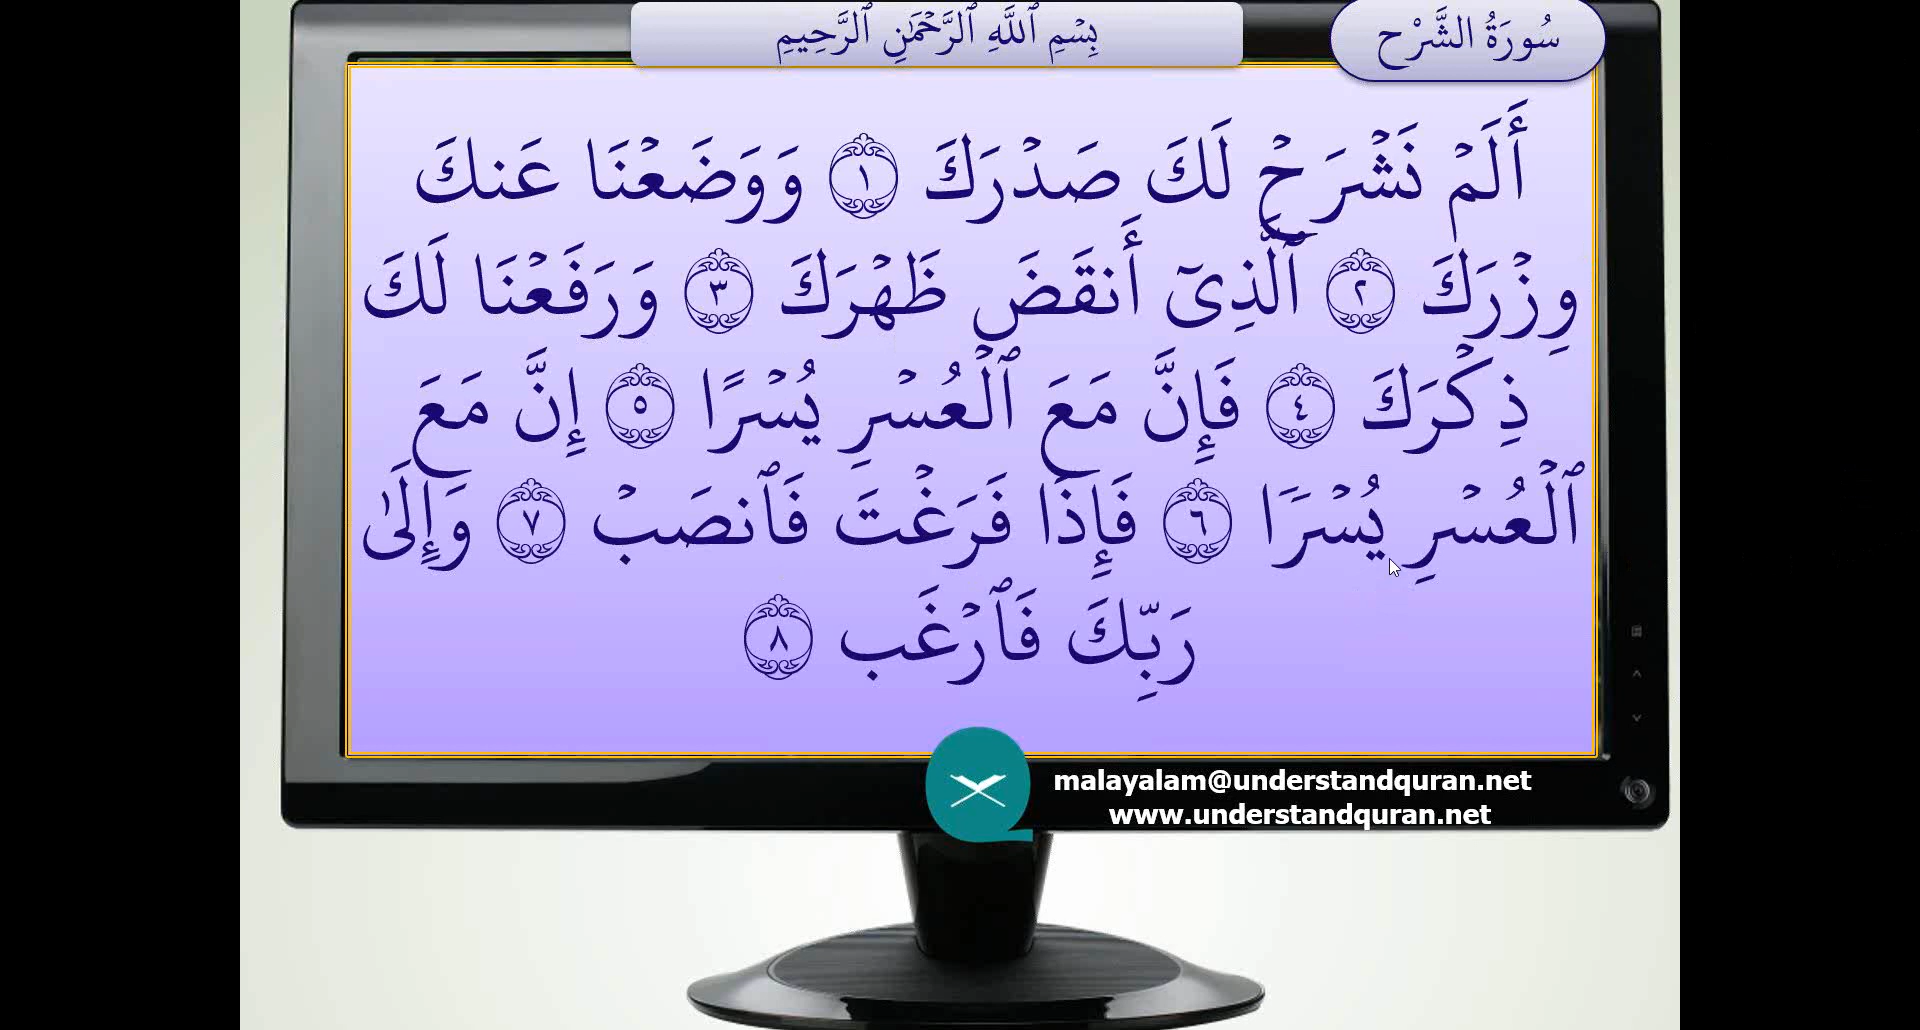 سُورَةُ الشَّرْح
بِسْمِ ٱللَّهِ ٱلرَّحْمَٰنِ ٱلرَّحِيمِ
أَلَمْ نَشْرَحْ لَكَ صَدْرَكَ ١ وَوَضَعْنَا عَنكَ
وِزْرَكَ ٢ ٱلَّذِىٓ أَنقَضَ ظَهْرَكَ ٣ وَرَفَعْنَا لَكَ
ذِكْرَكَ ٤ فَإِنَّ مَعَ ٱلْعُسْرِ يُسْرًا ٥ إِنَّ مَعَ
ٱلْعُسْرِ يُسْرًا ٦ فَإِذَا فَرَغْتَ فَٱنصَبْ ٧ وَإِلَىٰ
رَبِّكَ فَٱرْغَب ٨
malayalam@understandquran.net
www.understandquran.net